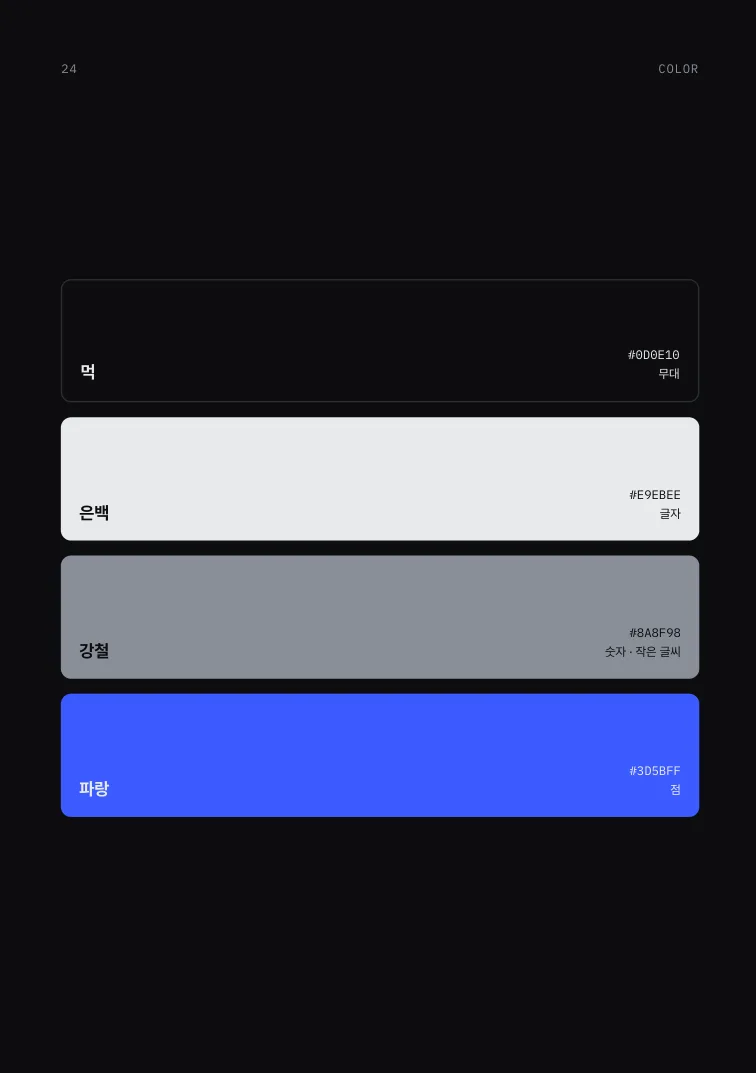 24
COLOR
먹
#0D0E10
무대
은백
#E9EBEE
글자
강철
#8A8F98
숫자 · 작은 글씨
파랑
#3D5BFF
점